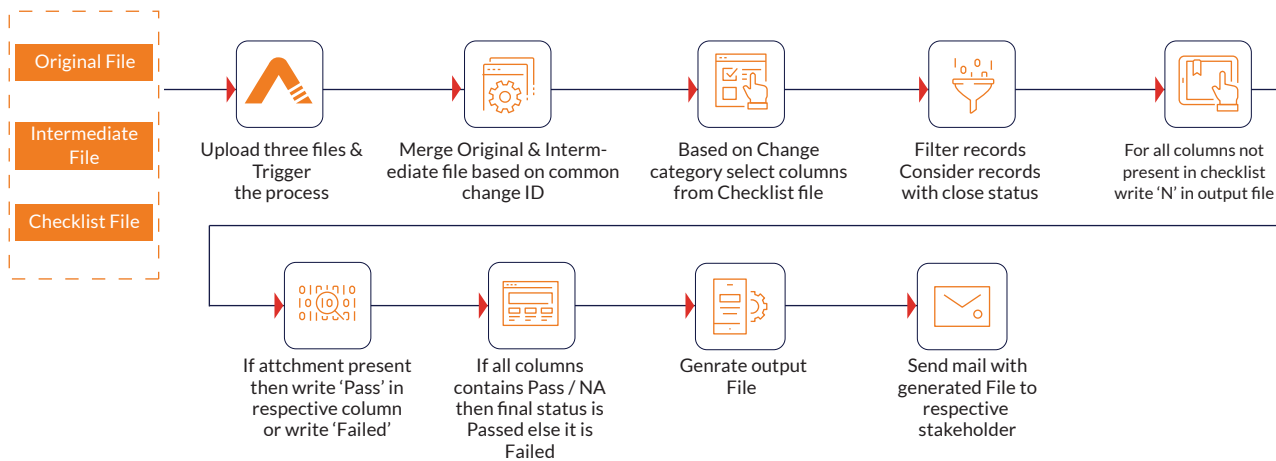 Original File
Intermediate
File
Checklist File
Upload three files &
Trigger
the process
Merge Original & Interm-
ediate file based on common
change ID
Based on Change
category select columns
from Checklist file
Filter records
Consider records
with close status
For all columns not
present in checklist
write ‘N’ in output file
If attchment present
then write ‘Pass’ in
respective column
or write ‘Failed’
If all columns
contains Pass / NA
then final status is
Passed else it is
Failed
Genrate output
File
Send mail with
generated File to
respective
stakeholder